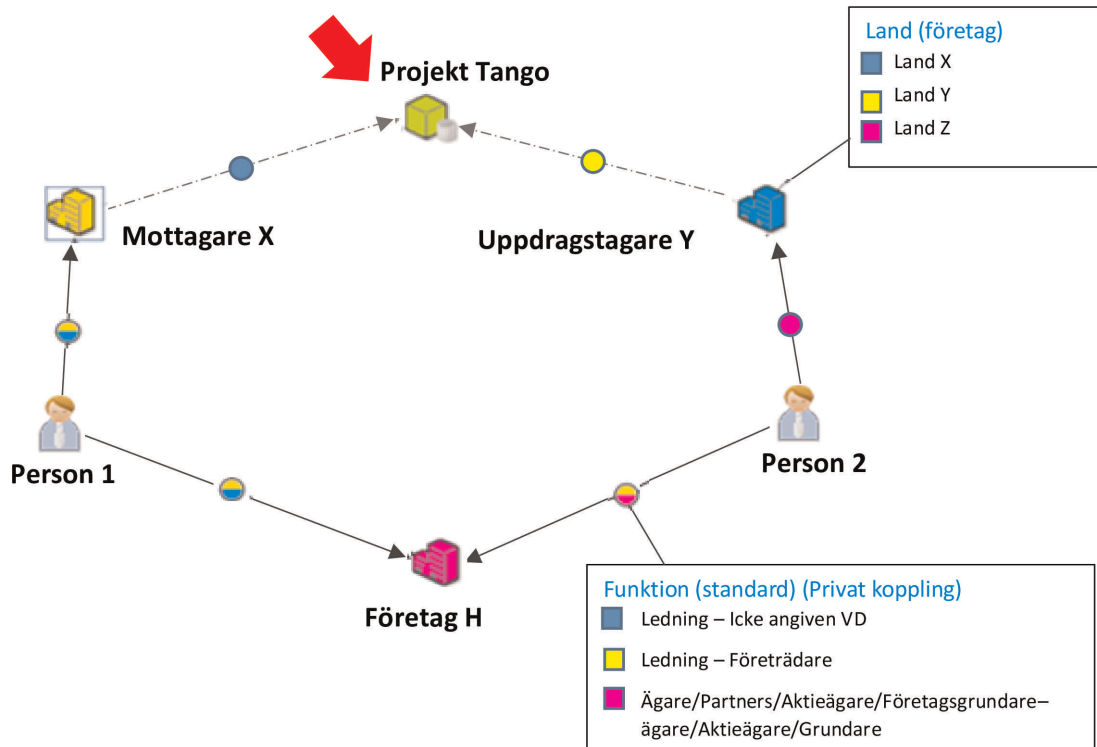 Land (företag)
Land X
Land Y
Land Z
Projekt Tango
Mottagare X
Uppdragstagare Y
Person 1
Person 2
Företag H
Funktion (standard) (Privat koppling)
Ledning – Icke angiven VD
Ledning – Företrädare
Ägare/Partners/Aktieägare/Företagsgrundare–
ägare/Aktieägare/Grundare